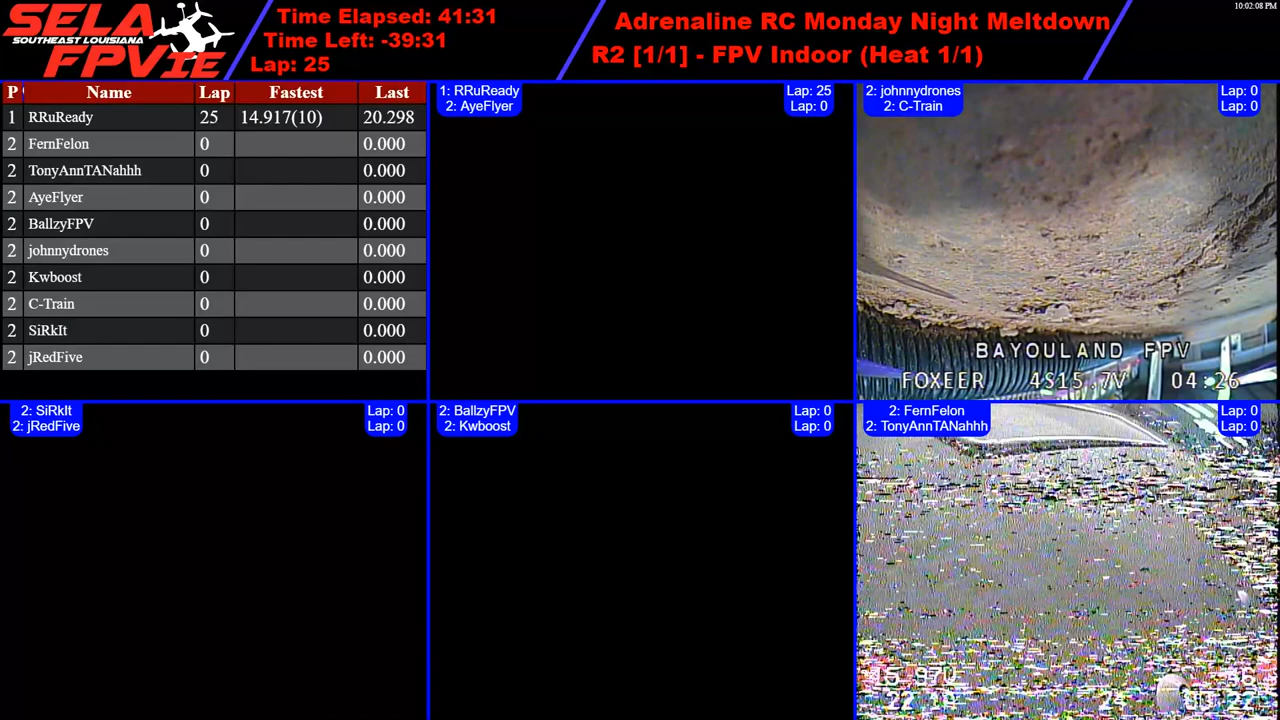 SELA
SOUTHEAST LOUISIANA
FPVIE
Time Elapsed: 41:31
Time Left: -39:31
Lap: 25
Adrenaline RC Monday Night Meltdown
R2 [1/1] - FPV Indoor (Heat 1/1)
10:02:08 PM
P Name Lap Fastest Last
1 RRuReady 25 14.917(10) 20.298
2 FernFelon 0 0.000
2 TonyAnnTANahhh 0 0.000
2 AyeFlyer 0 0.000
2 BallzyFPV 0 0.000
2 johnnydrones 0 0.000
2 Kwboost 0 0.000
2 C-Train 0 0.000
2 SiRkIt 0 0.000
2 jRedFive 0 0.000
1: RRuReady Lap: 25
2: AyeFlyer Lap: 0
2: johnnydrones Lap: 0
2: C-Train Lap: 0
BAYOULAND FPV
FOXEER 4S15.7V 04:26
2: SiRkIt Lap: 0
2: jRedFive Lap: 0
2: BallzyFPV Lap: 0
2: Kwboost Lap: 0
2: FernFelon Lap: 0
2: TonyAnnTANahhh Lap: 0